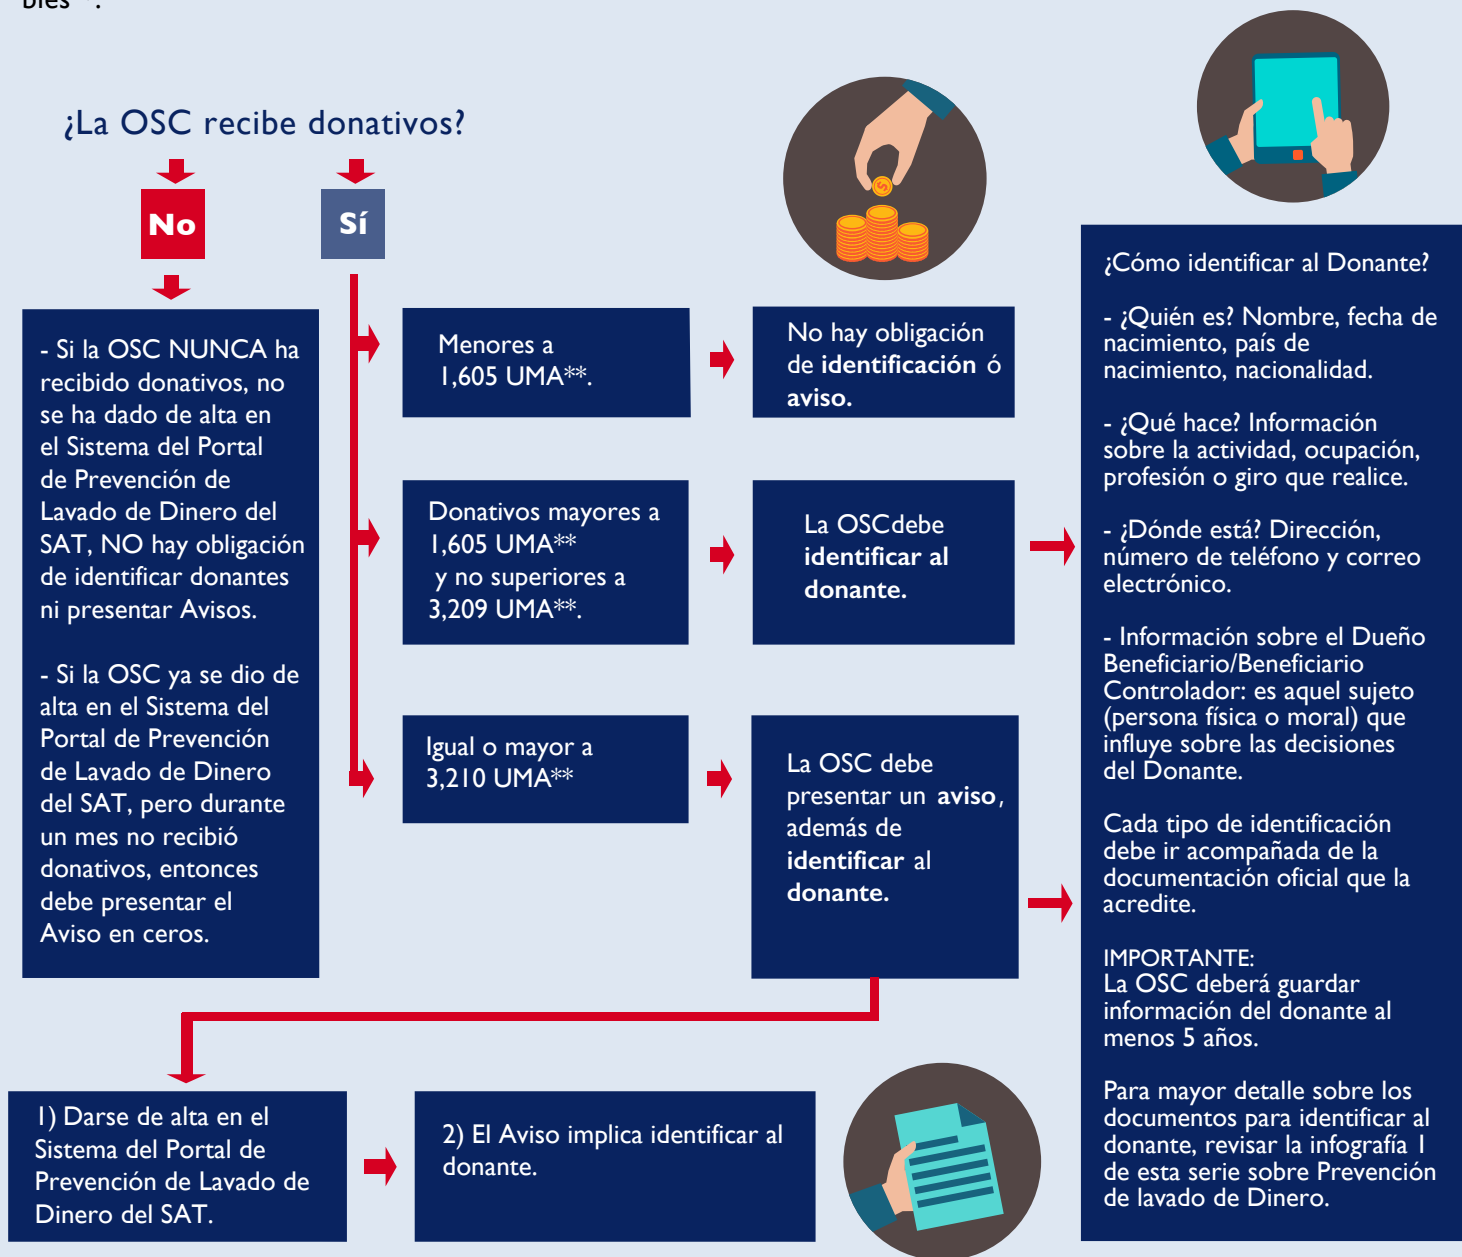 ¿La OSC recibe donativos?
No
Sí
- Si la OSC NUNCA ha
recibido donativos, no
se ha dado de alta en
el Sistema del Portal
de Prevención de
Lavado de Dinero del
SAT, NO hay obligación
de identificar donantes
ni presentar Avisos.
- Si la OSC ya se dio de
alta en el Sistema del
Portal de Prevención
de Lavado de Dinero
del SAT, pero durante
un mes no recibió
donativos, entonces
debe presentar el
Aviso en ceros.
Menores a
1,605 UMA**.
No hay obligación
de identificación ó
aviso.
Donativos mayores a
1,605 UMA**
y no superiores a
3,209 UMA**.
La OSCdebe
identificar al
donante.
Igual o mayor a
3,210 UMA**
La OSC debe
presentar un aviso,
además de
identificar al
donante.
¿Cómo identificar al Donante?
- ¿Quién es? Nombre, fecha de
nacimiento, país de
nacimiento, nacionalidad.
- ¿Qué hace? Información
sobre la actividad, ocupación,
profesión o giro que realice.
- ¿Dónde está? Dirección,
número de teléfono y correo
electrónico.
- Información sobre el Dueño
Beneficiario/Beneficiario
Controlador: es aquel sujeto
(persona física o moral) que
influye sobre las decisiones
del Donante.
Cada tipo de identificación
debe ir acompañada de la
documentación oficial que la
acredite.
IMPORTANTE:
La OSC deberá guardar
información del donante al
menos 5 años.
Para mayor detalle sobre los
documentos para identificar al
donante, revisar la infografía 1
de esta serie sobre Prevención
de lavado de Dinero.
1) Darse de alta en el
Sistema del Portal de
Prevención de Lavado de
Dinero del SAT.
2) El Aviso implica identificar al
donante.